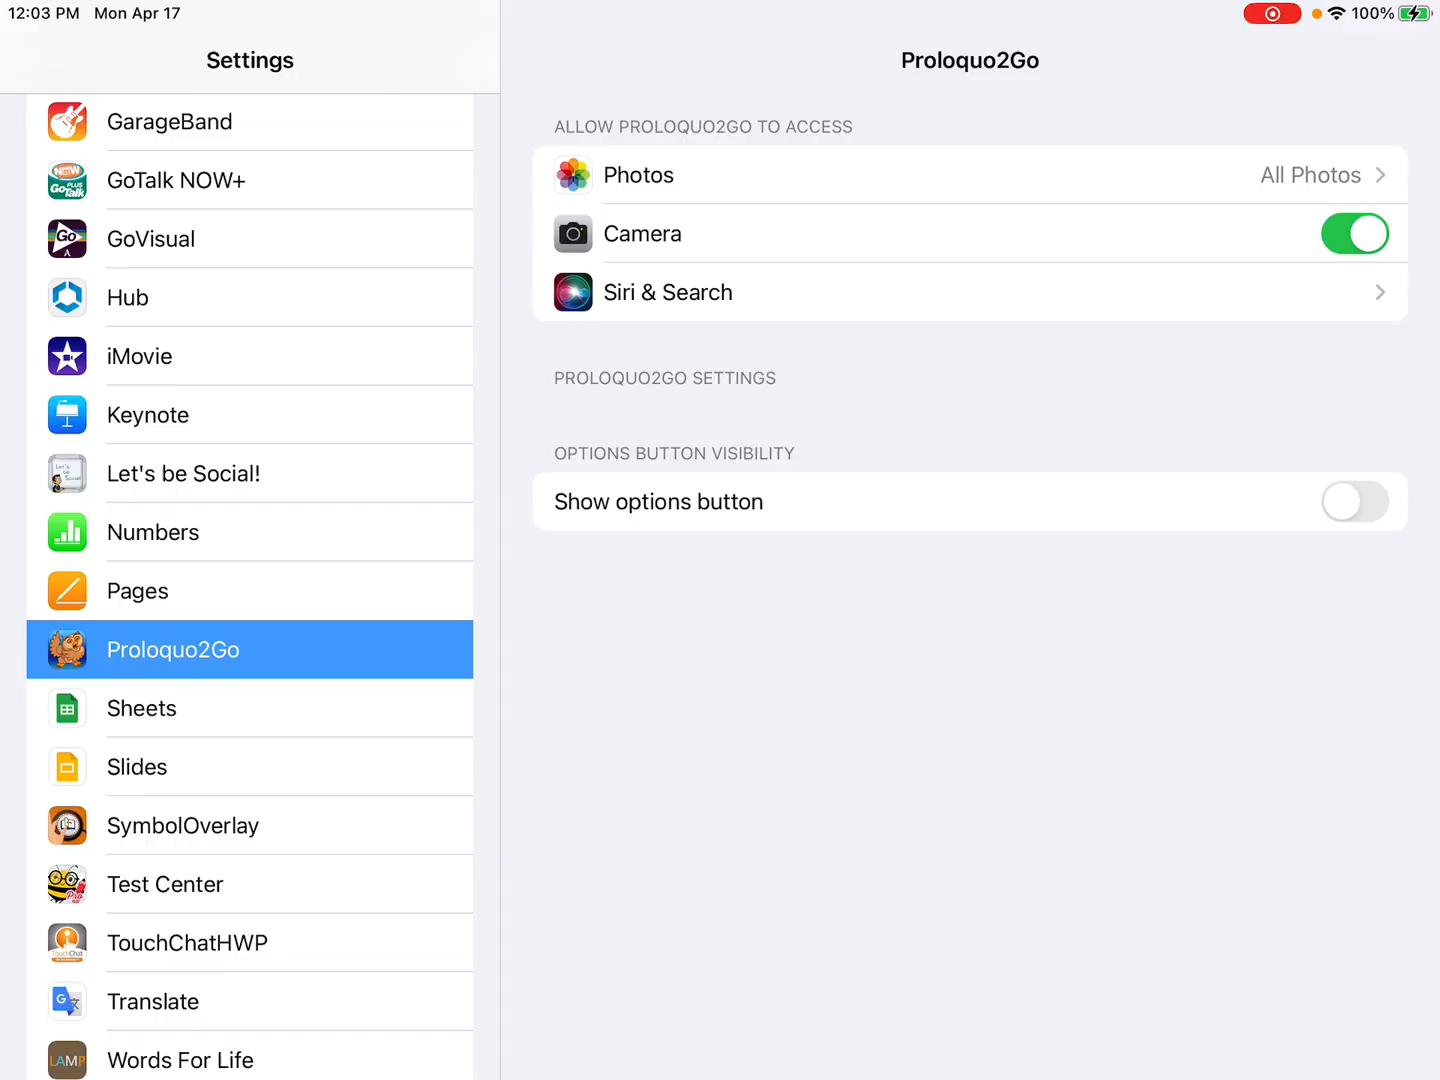 12:03 PM Mon Apr 17
100%
Settings
GarageBand
GoTalk NOW+
GoVisual
Hub
iMovie
Keynote
Let's be Social!
Numbers
Pages
Proloquo2Go
Sheets
Slides
SymbolOverlay
Test Center
TouchChatHWP
Translate
LAMP
Words For Life
Proloquo2Go
ALLOW PROLOQUO2GO TO ACCESS
Photos
All Photos
Camera
Siri & Search
PROLOQUO2GO SETTINGS
OPTIONS BUTTON VISIBILITY
Show options button